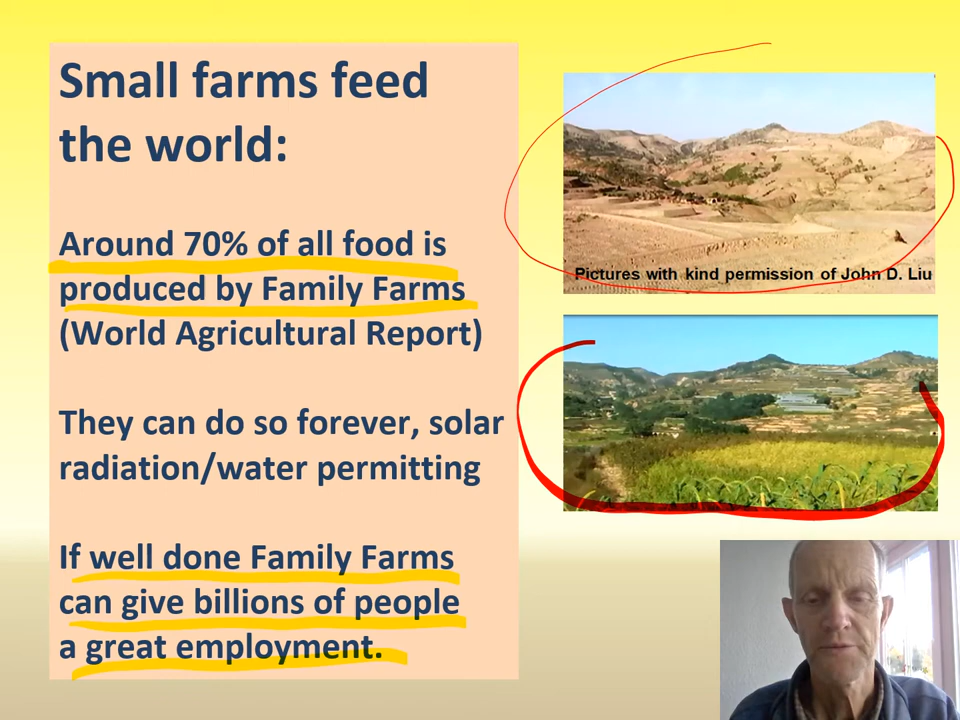 Small farms feed
the world:
Around 70% of all food is
produced by Family Farms
(World Agricultural Report)
They can do so forever, solar
radiation/water permitting
If well done Family Farms
can give billions of people
a great employment.
Pictures with kind permission of John D. Liu